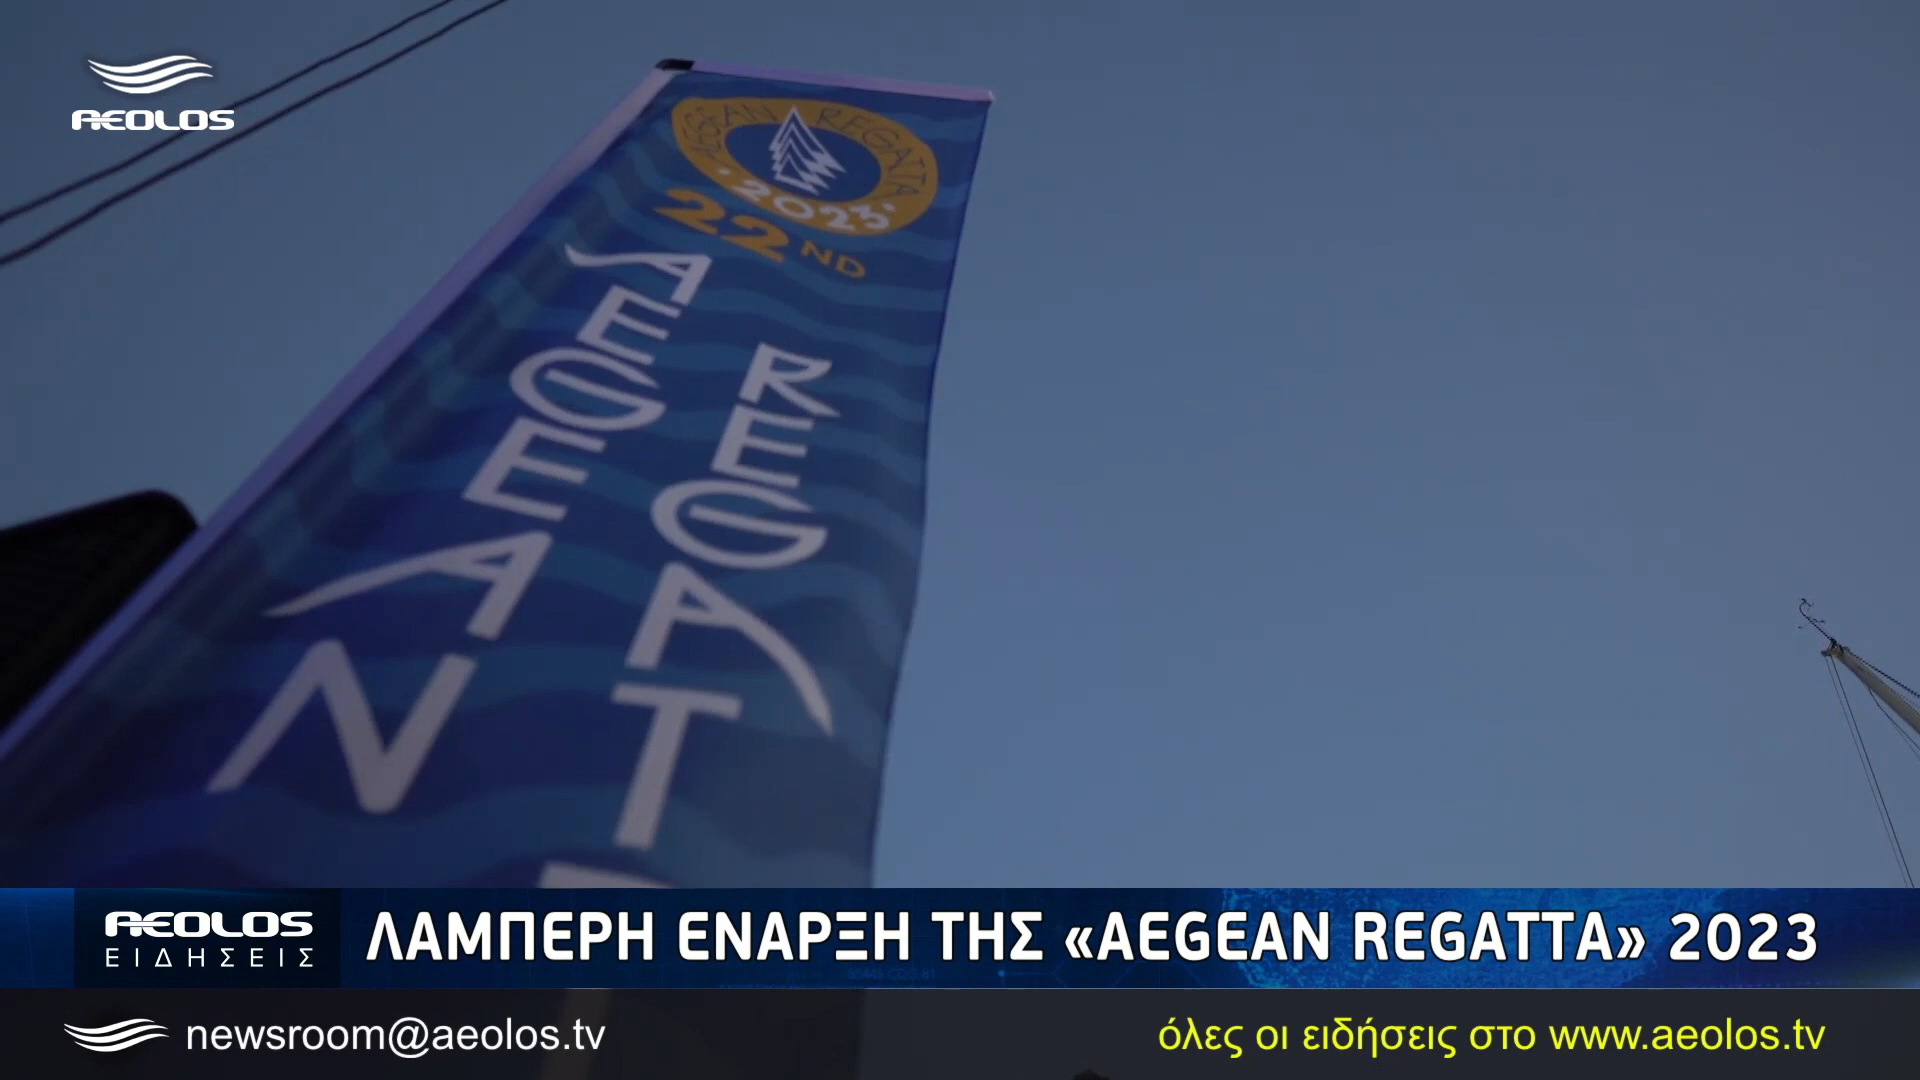 AEOLOS
AEGEAN REGATTA
· 2023 ·
22ND
AEGEAN
REGAT
AEOLOS
ΕΙΔΗΣΕΙΣ
ΛΑΜΠΕΡΗ ΕΝΑΡΞΗ ΤΗΣ «AEGEAN REGATTA» 2023
newsroom@aeolos.tv
όλες οι ειδήσεις στο www.aeolos.tv